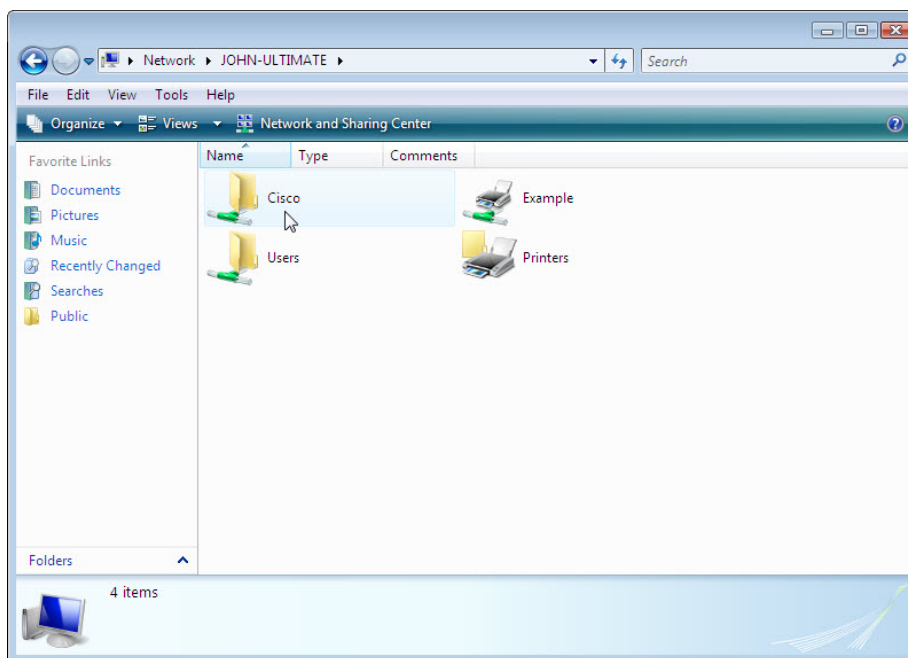 Network JOHN-ULTIMATE
Search
File Edit View Tools Help
Organize Views Network and Sharing Center
Favorite Links
Documents
Pictures
Music
Recently Changed
Searches
Public
Folders
Name Type Comments
Cisco Example
Users Printers
4 items